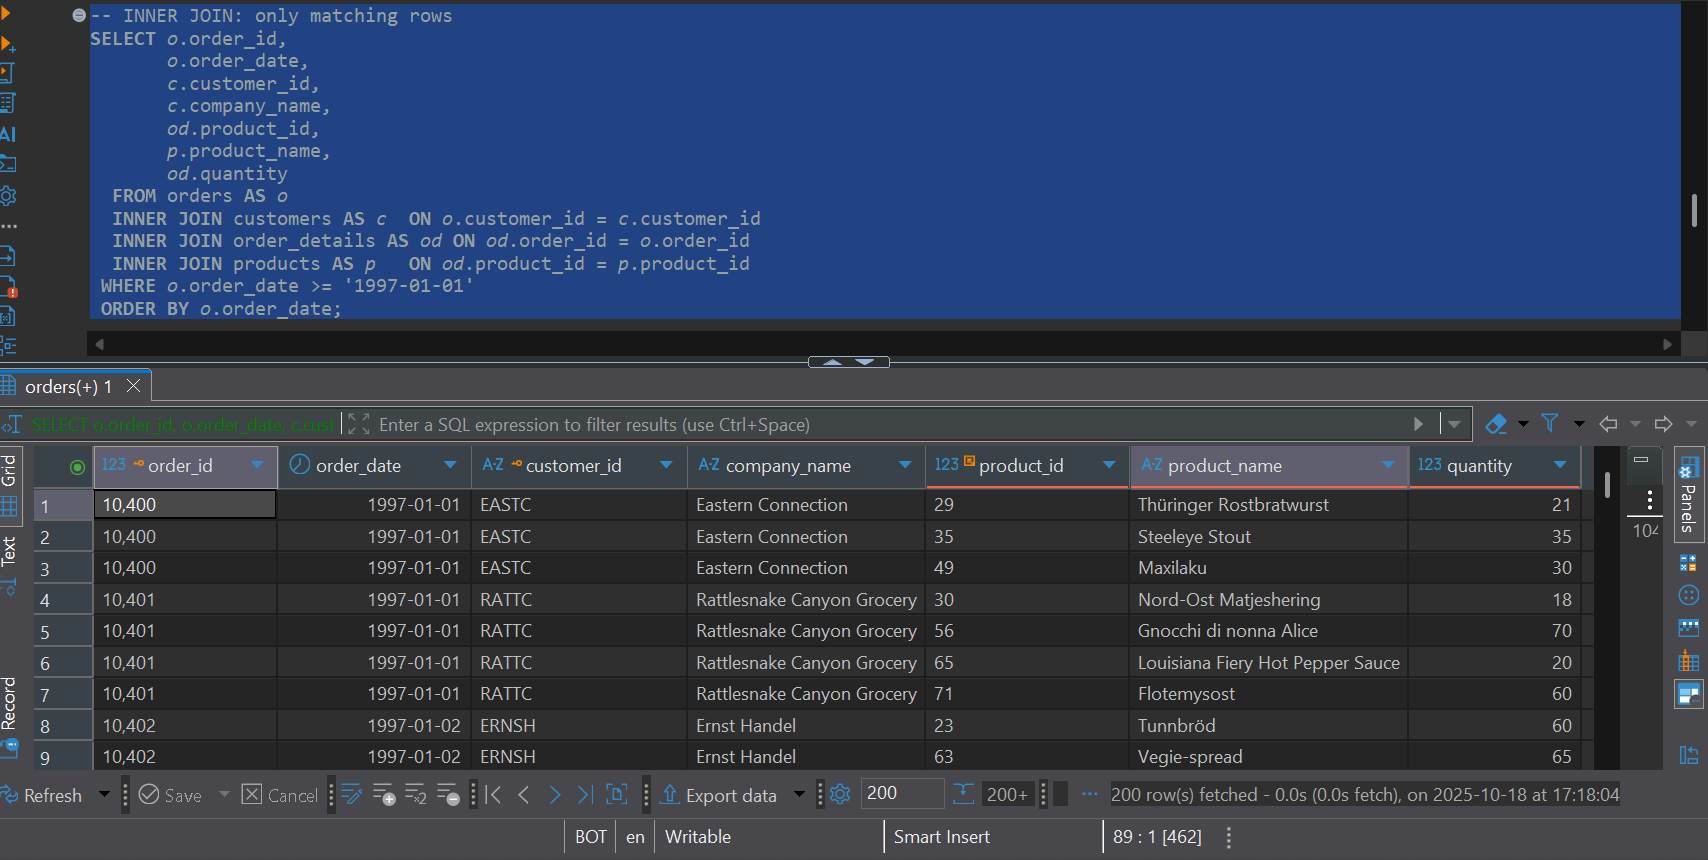 -- INNER JOIN: only matching rows
SELECT o.order_id,
o.order_date,
c.customer_id,
c.company_name,
od.product_id,
p.product_name,
od.quantity
FROM orders AS o
INNER JOIN customers AS c  ON o.customer_id = c.customer_id
INNER JOIN order_details AS od ON od.order_id = o.order_id
INNER JOIN products AS p   ON od.product_id = p.product_id
WHERE o.order_date >= '1997-01-01'
ORDER BY o.order_date;
AI
orders(+) 1
SELECT o.order_id, o.order_date, c.cust Enter a SQL expression to filter results (use Ctrl+Space)
Grid
Text
Record
123 order_id order_date A-Z customer_id A-Z company_name 123 product_id A-Z product_name 123 quantity
1 10,400 1997-01-01 EASTC Eastern Connection 29 Thüringer Rostbratwurst 21
2 10,400 1997-01-01 EASTC Eastern Connection 35 Steeleye Stout 35
3 10,400 1997-01-01 EASTC Eastern Connection 49 Maxilaku 30
4 10,401 1997-01-01 RATTC Rattlesnake Canyon Grocery 30 Nord-Ost Matjeshering 18
5 10,401 1997-01-01 RATTC Rattlesnake Canyon Grocery 56 Gnocchi di nonna Alice 70
6 10,401 1997-01-01 RATTC Rattlesnake Canyon Grocery 65 Louisiana Fiery Hot Pepper Sauce 20
7 10,401 1997-01-01 RATTC Rattlesnake Canyon Grocery 71 Flotemysost 60
8 10,402 1997-01-02 ERNSH Ernst Handel 23 Tunnbröd 60
9 10,402 1997-01-02 ERNSH Ernst Handel 63 Vegie-spread 65
Panels
Refresh Save Cancel Export data 200 200+ 200 row(s) fetched - 0.0s (0.0s fetch), on 2025-10-18 at 17:18:04
BOT en Writable Smart Insert 89 : 1 [462]